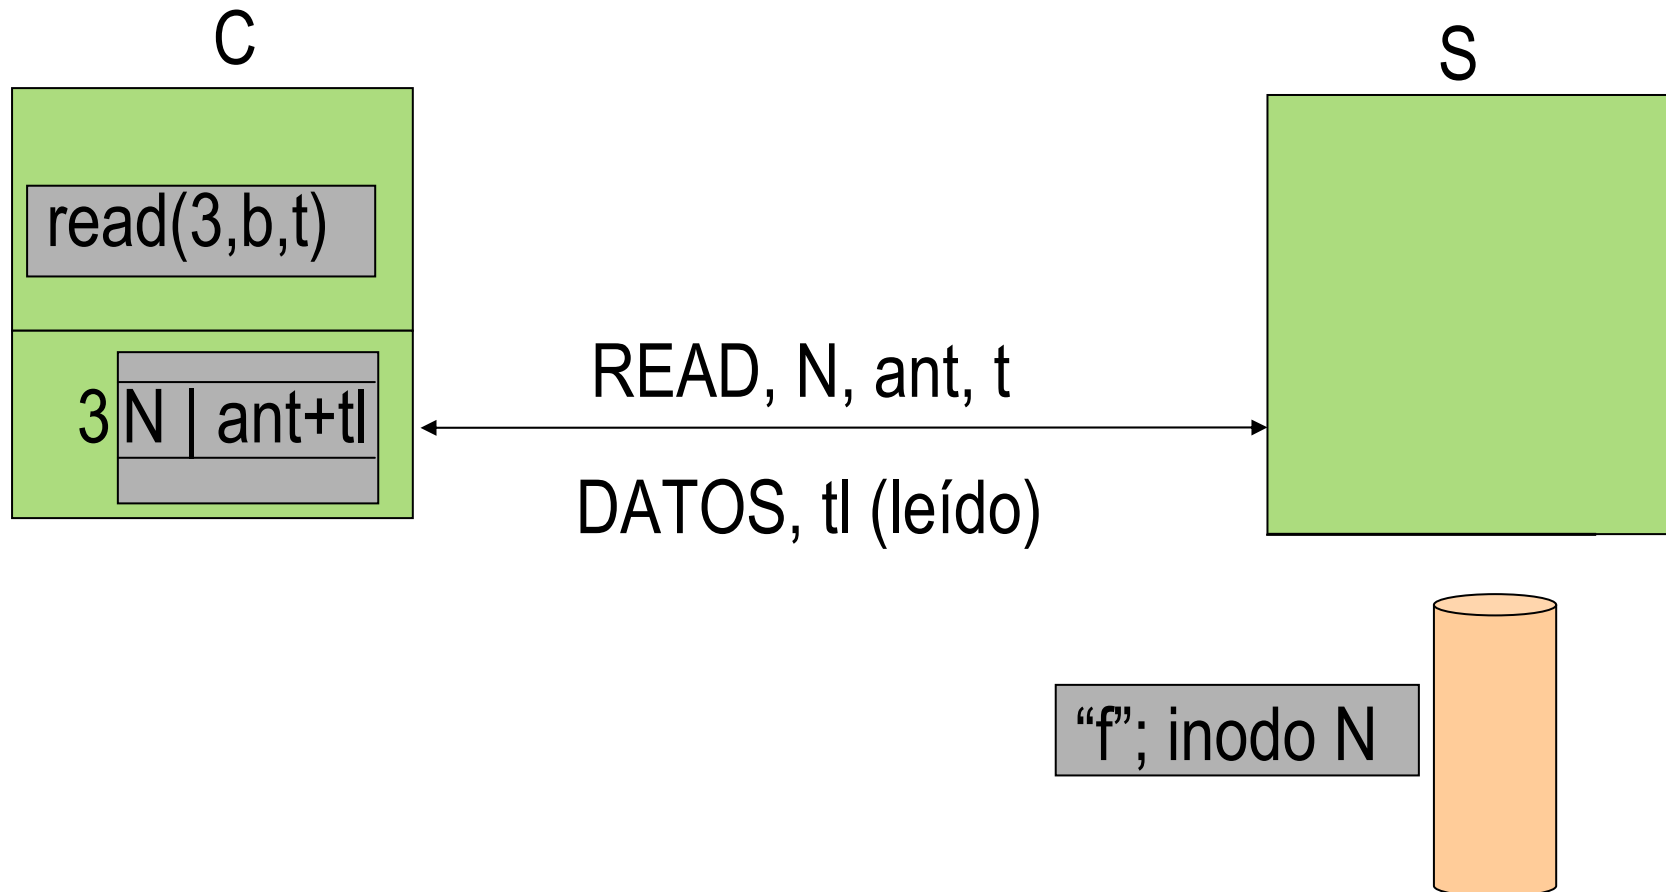 C
S
read(3,b,t)
READ, N, ant, t
3 N | ant+tl
DATOS, tl (leído)
“f”; inodo N